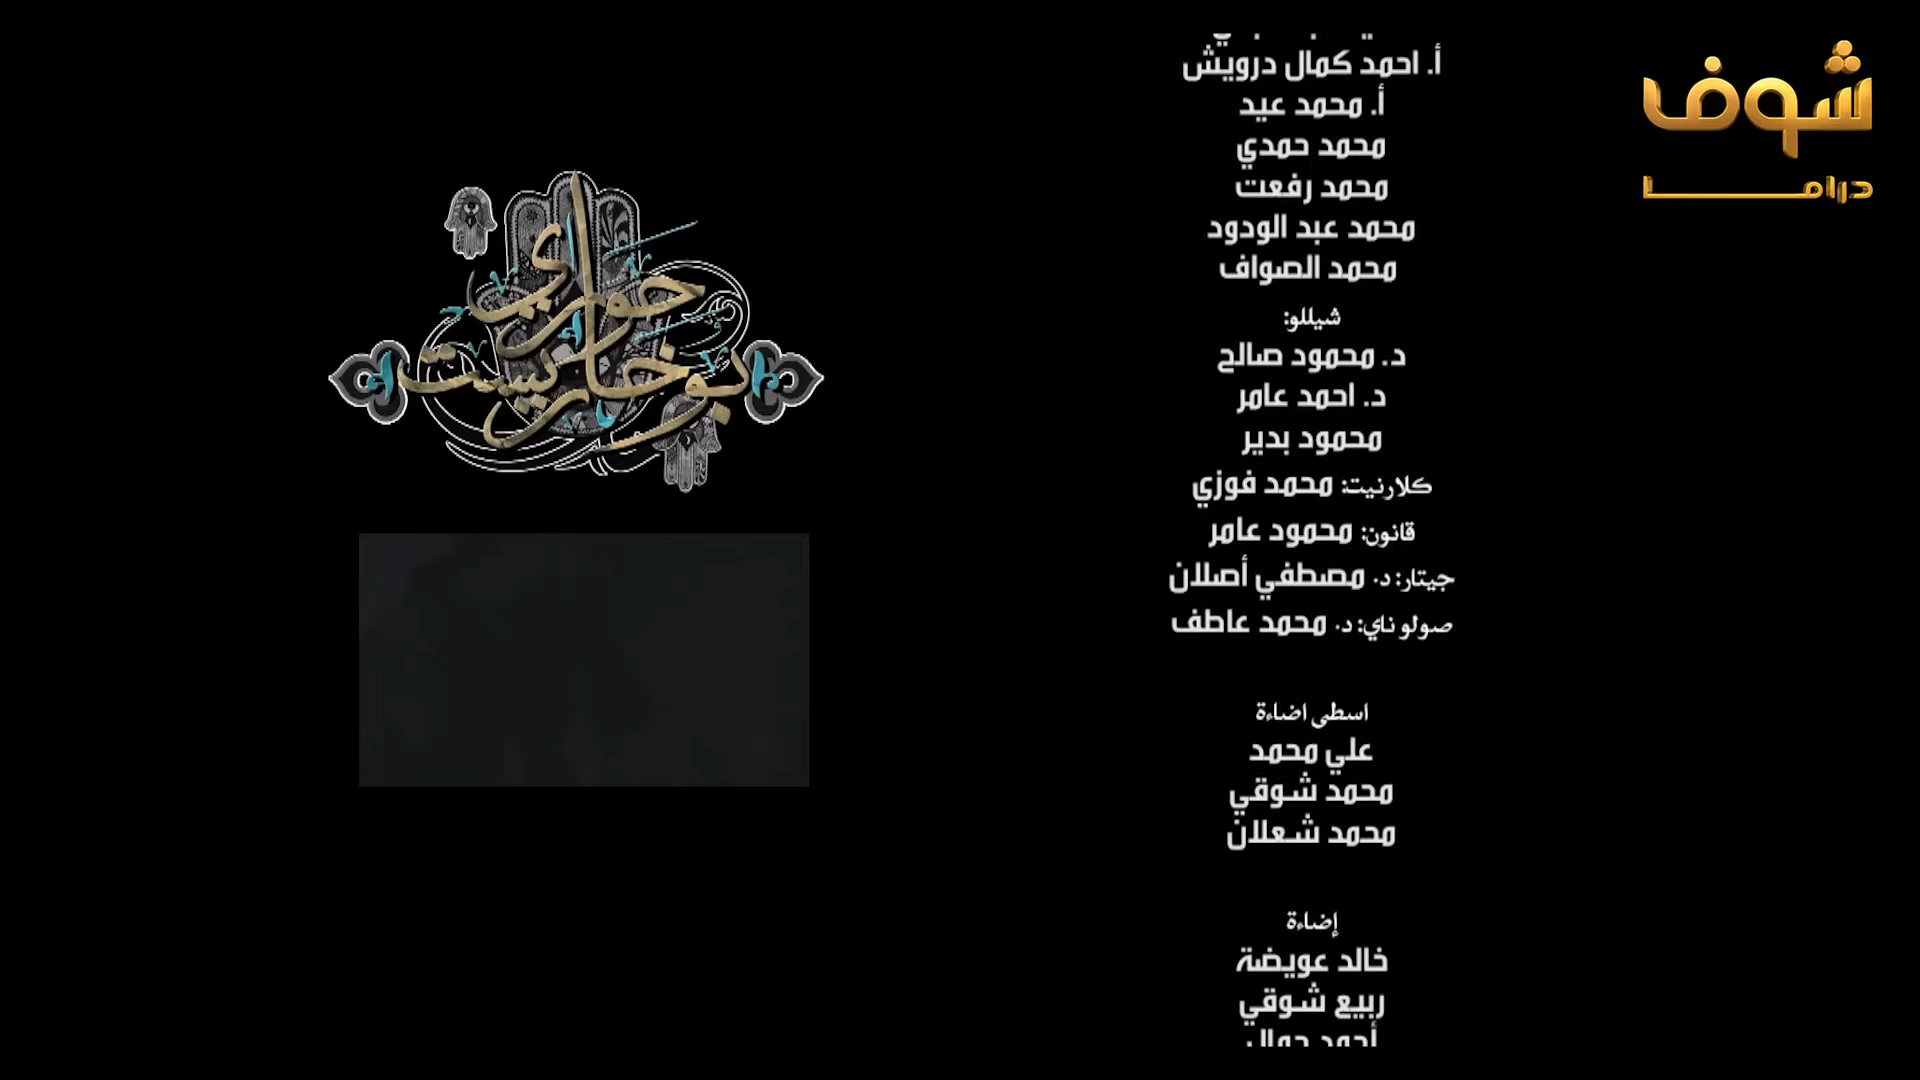 حواري
بوخاريست
أ. احمد كمال درويش
أ. محمد عيد
محمد حمدي
محمد رفعت
محمد عبد الودود
محمد الصواف
شيللو:
د. محمود صالح
د. احمد عامر
محمود بدير
كلارنيت: محمد فوزي
قانون: محمود عامر
جيتار: د. مصطفي أصلان
صولو ناي: د. محمد عاطف
اسطى اضاءة
علي محمد
محمد شوقي
محمد شعلان
إضاءة
خالد عويضة
ربيع شوقي
شوف
دراما